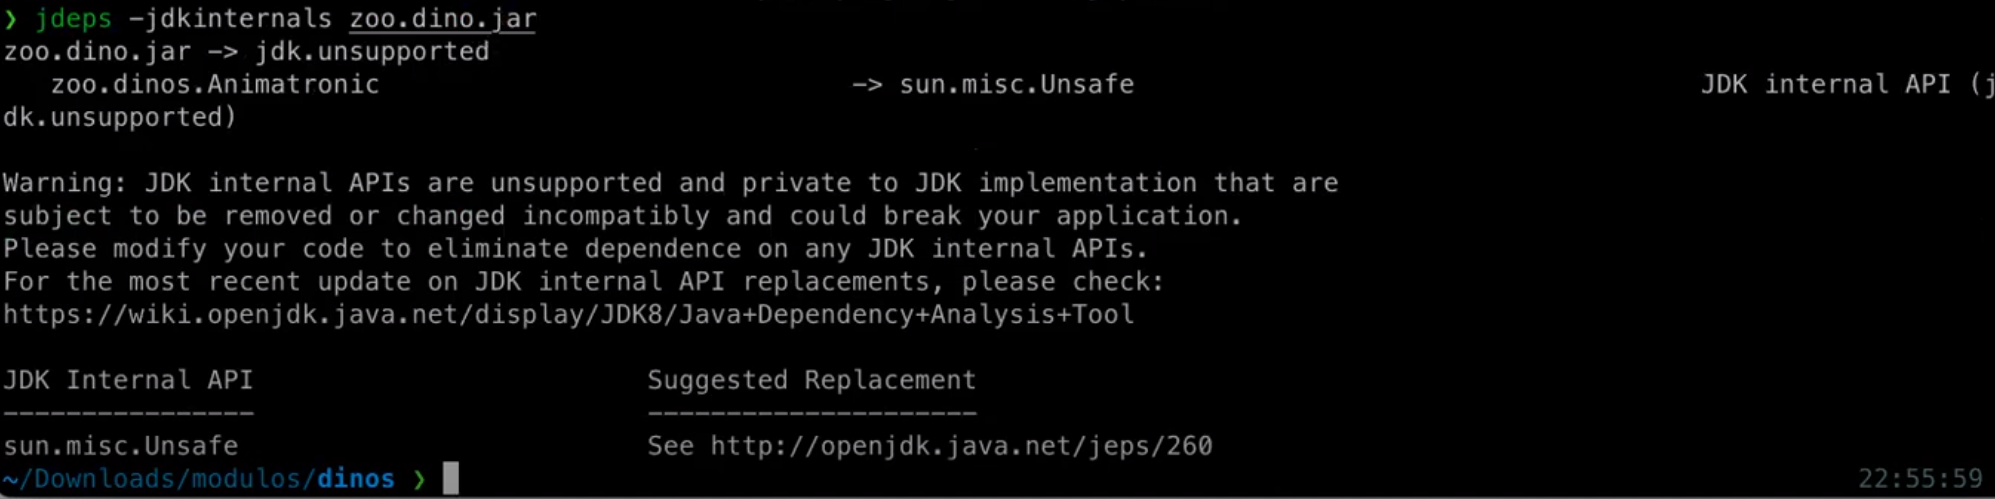 ❯ jdeps -jdkinternals zoo.dino.jar
zoo.dino.jar -> jdk.unsupported
   zoo.dinos.Animatronic                              -> sun.misc.Unsafe                                    JDK internal API (j
dk.unsupported)
Warning: JDK internal APIs are unsupported and private to JDK implementation that are
subject to be removed or changed incompatibly and could break your application.
Please modify your code to eliminate dependence on any JDK internal APIs.
For the most recent update on JDK internal API replacements, please check:
https://wiki.openjdk.java.net/display/JDK8/Java+Dependency+Analysis+Tool
JDK Internal API                         Suggested Replacement
----------------                         ---------------------
sun.misc.Unsafe                          See http://openjdk.java.net/jeps/260
~/Downloads/modulos/dinos ❯                                                                  22:55:59